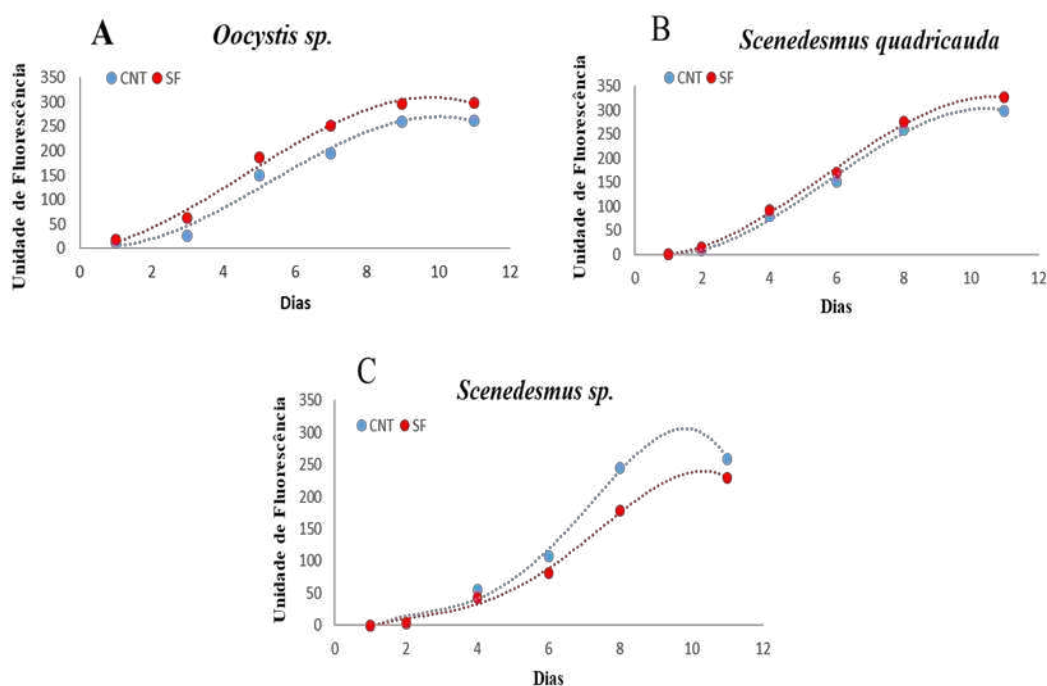 A
Oocystis sp.
CNT SF
Unidade de Fluorescência
350
300
250
200
150
100
50
0
0 2 4 6 8 10 12
Dias
B
Scenedesmus quadricauda
CNT SF
Unidade de Fluorescência
350
300
250
200
150
100
50
0
0 2 4 6 8 10 12
Dias
C
Scenedesmus sp.
CNT SF
Unidade de Fluorescência
350
300
250
200
150
100
50
0
0 2 4 6 8 10 12
Dias